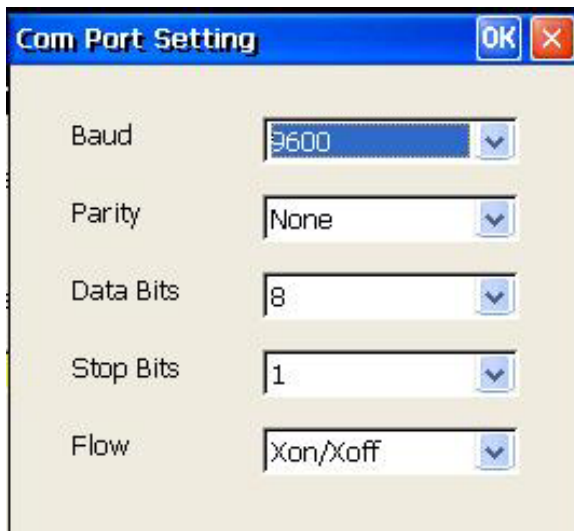 Com Port Setting OK
Baud 9600
Parity None
Data Bits 8
Stop Bits 1
Flow Xon/Xoff